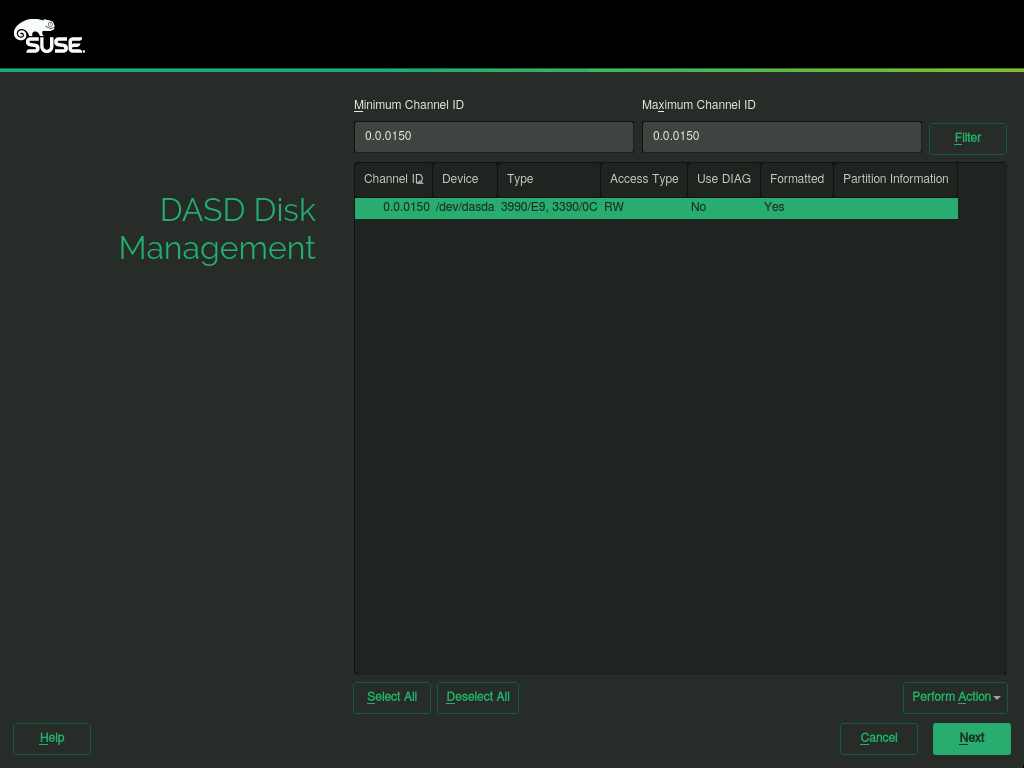 SUSE.
Minimum Channel ID Maximum Channel ID
0.0.0150 0.0.0150 Filter
DASD Disk
Management
Channel ID Device Type Access Type Use DIAG Formatted Partition Information
0.0.0150 /dev/dasda 3990/E9, 3390/0C RW No Yes
Select All Deselect All Perform Action
Help Cancel Next